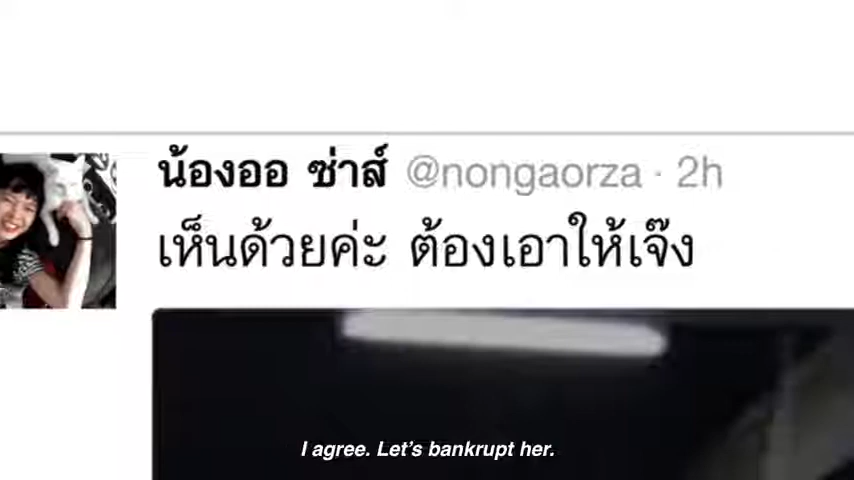 น้องออ ซ่าส์ @nongaorza · 2h
เห็นด้วยค่ะ ต้องเอาให้เจ๊ง
I agree. Let's bankrupt her.